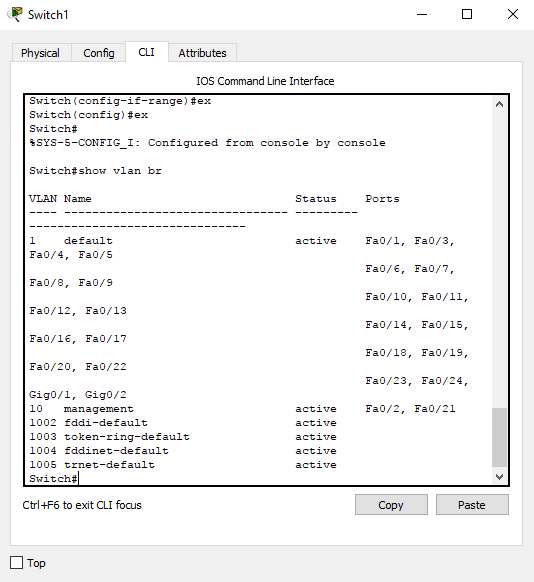 Switch1
Physical Config CLI Attributes
IOS Command Line Interface
Switch(config-if-range)#ex
Switch(config)#ex
Switch#
%SYS-5-CONFIG_I: Configured from console by console
Switch#show vlan br
VLAN Name                             Status    Ports
---- -------------------------------- ---------
-------------------------------
1    default                          active    Fa0/1, Fa0/3,
Fa0/4, Fa0/5
                                                Fa0/6, Fa0/7,
Fa0/8, Fa0/9
                                                Fa0/10, Fa0/11,
Fa0/12, Fa0/13
                                                Fa0/14, Fa0/15,
Fa0/16, Fa0/17
                                                Fa0/18, Fa0/19,
Fa0/20, Fa0/22
                                                Fa0/23, Fa0/24,
Gig0/1, Gig0/2
10   management                       active    Fa0/2, Fa0/21
1002 fddi-default                     active
1003 token-ring-default               active
1004 fddinet-default                  active
1005 trnet-default                    active
Switch#
Ctrl+F6 to exit CLI focus Copy Paste
Top